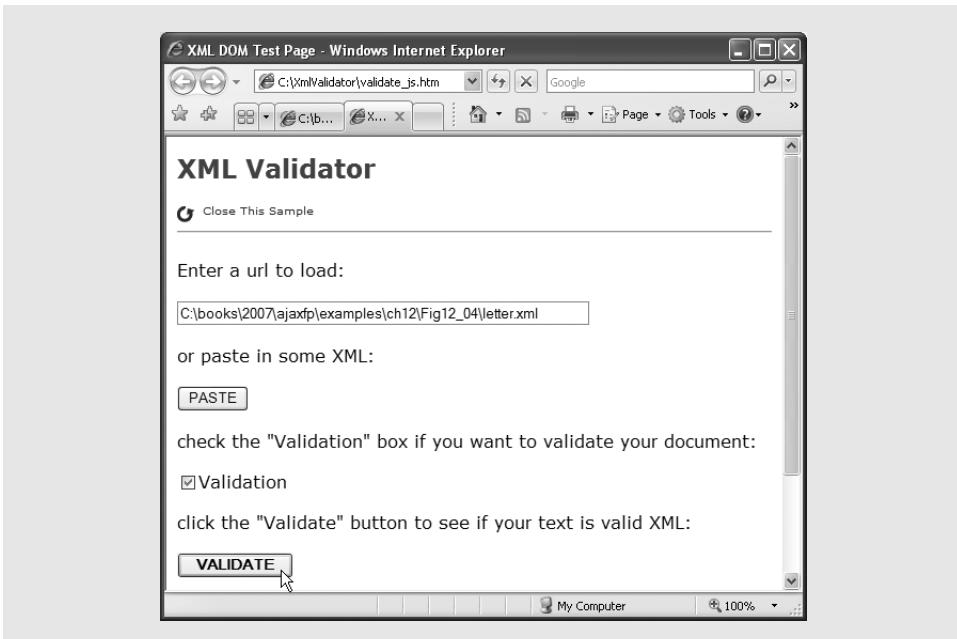 XML DOM Test Page - Windows Internet Explorer
C:\XmlValidator\validate_js.htm
Google
C:\b...
X...
Page
Tools
XML Validator
Close This Sample
Enter a url to load:
C:\books\2007\ajaxfp\examples\ch12\Fig12_04\letter.xml
or paste in some XML:
PASTE
check the "Validation" box if you want to validate your document:
Validation
click the "Validate" button to see if your text is valid XML:
VALIDATE
My Computer
100%